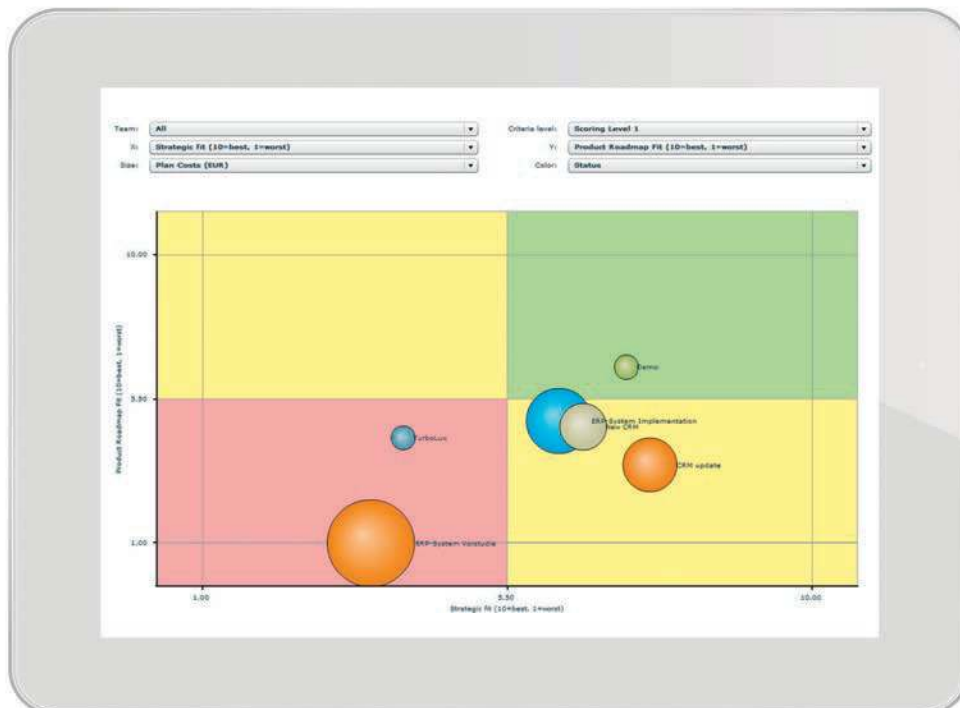 Team: All
Criteria level: Scoring Level 1
X: Strategic fit (10=best, 1=worst)
Y: Product Roadmap Fit (10=best, 1=worst)
Size: Plan Costs (EUR)
Color: Status
Product Roadmap Fit (10=best, 1=worst)
10.00
5.50
1.00
Demo
ERP-System Implementation
New CRM
TurboLux
CRM update
ERP-System Vorstudie
1.00
5.50
10.00
Strategic fit (10=best, 1=worst)